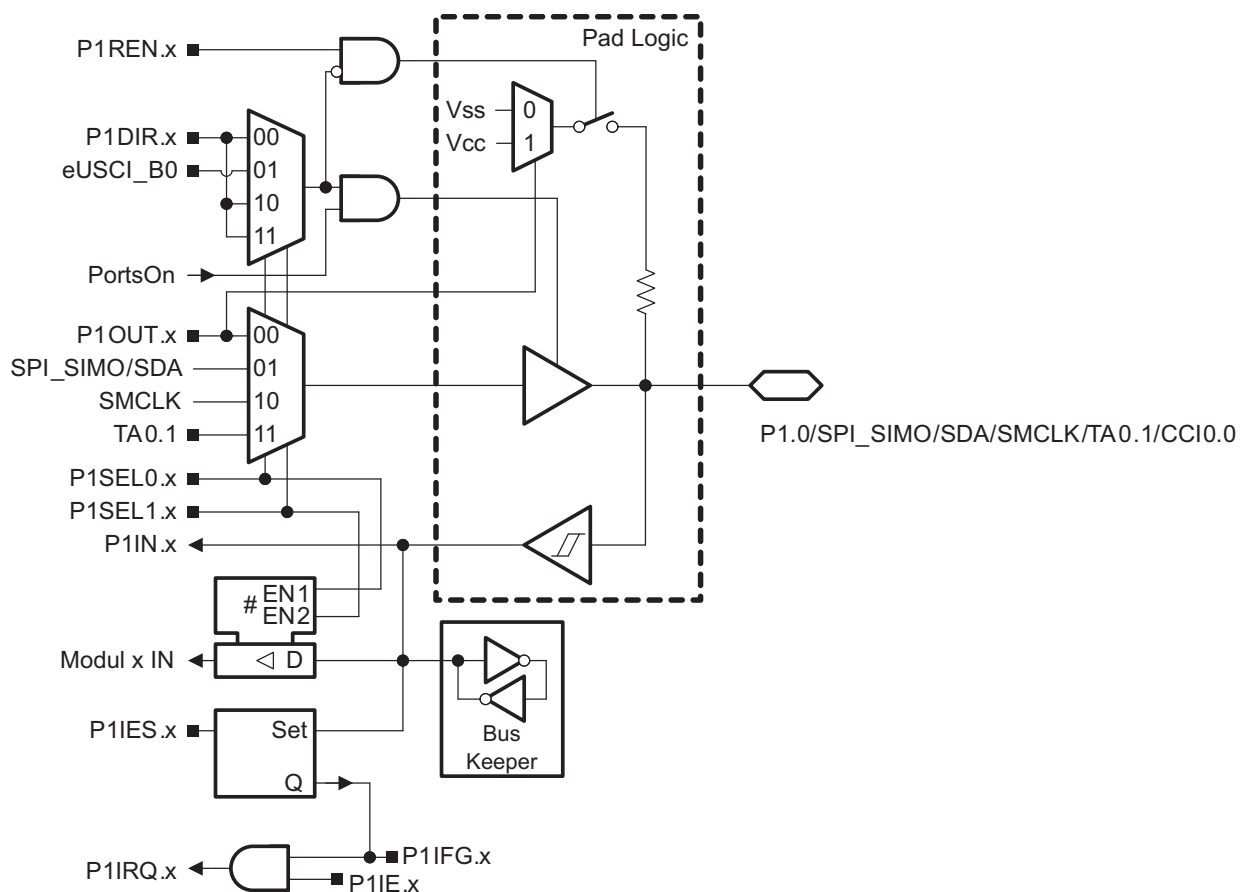 Pad Logic
P1REN.x
Vss
0
Vcc
1
P1DIR.x
00
eUSCI_B0
01
10
11
PortsOn
P1OUT.x
00
SPI_SIMO/SDA
01
SMCLK
10
TA0.1
11
P1.0/SPI_SIMO/SDA/SMCLK/TA0.1/CCI0.0
P1SEL0.x
P1SEL1.x
P1IN.x
# EN1
EN2
Modul x IN
D
P1IES.x
Set
Q
Bus
Keeper
P1IRQ.x
P1IFG.x
P1IE.x